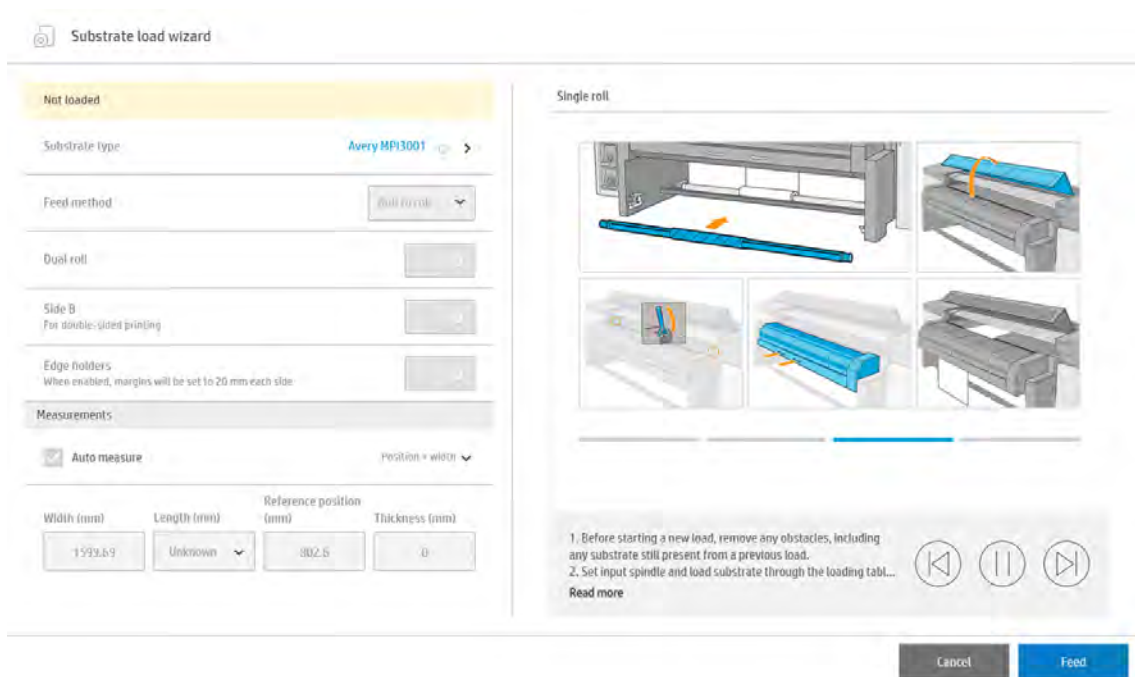 Substrate load wizard
Not loaded
Substrate type
Avery MPI3001
Feed method
Dual roll
Side B
For double-sided printing
Edge holders
When enabled, margins will be set to 20 mm each side
Measurements
Auto measure
Position + width
Width (mm)
Length (mm)
Reference position
(mm)
Thickness (mm)
1599.69
Unknown
802.6
0
Single roll
1. Before starting a new load, remove any obstacles, including
any substrate still present from a previous load.
2. Set input spindle and load substrate through the loading tabl...
Read more
Cancel
Feed